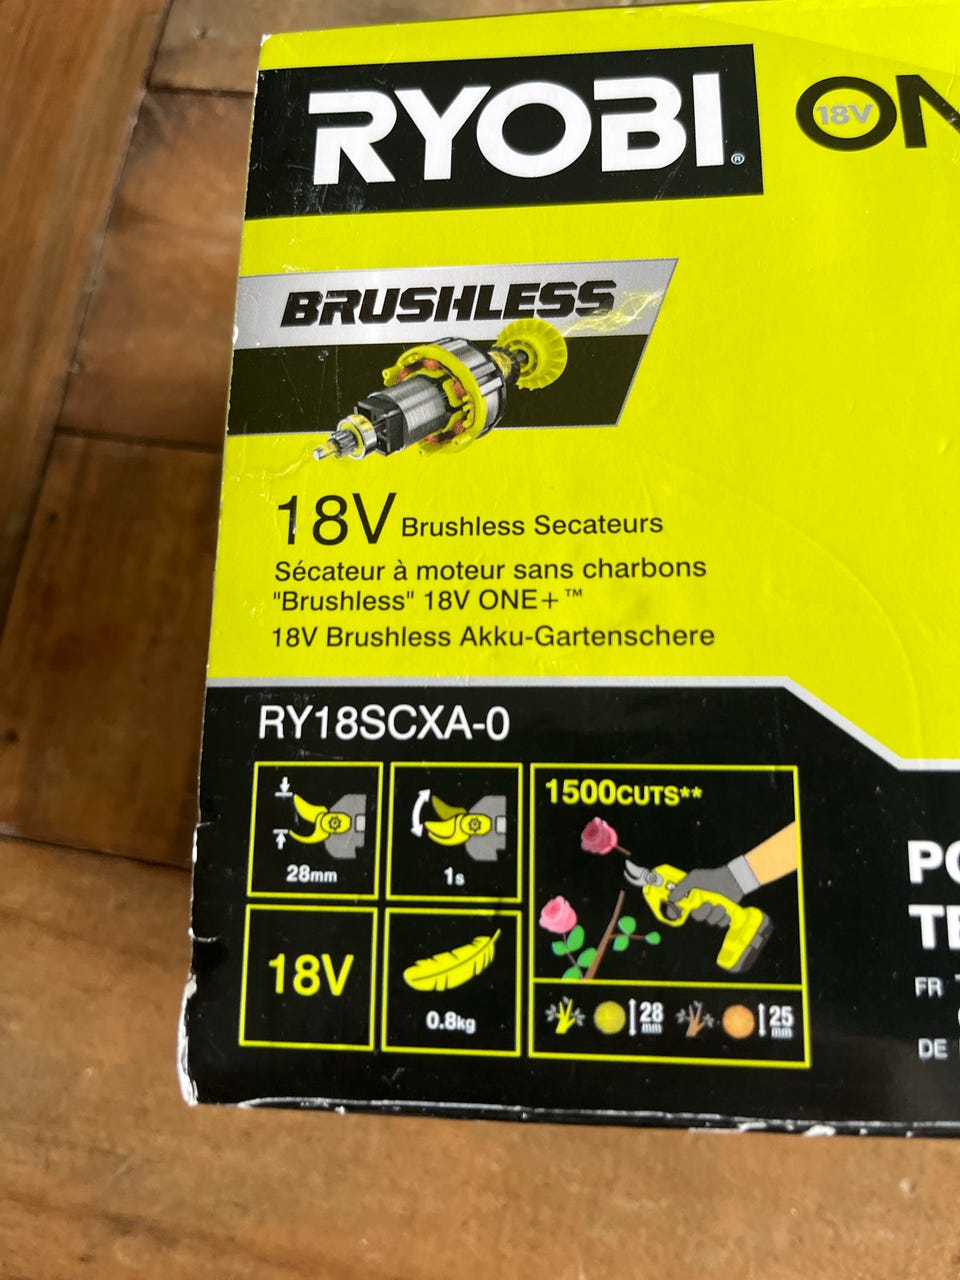 RYOBI®
18V
BRUSHLESS
18V Brushless Secateurs
Sécateur à moteur sans charbons
"Brushless" 18V ONE+™
18V Brushless Akku-Gartenschere
RY18SCXA-0
28mm
1s
1500CUTS**
18V
0.8kg
28 mm
25 mm
FR
DE